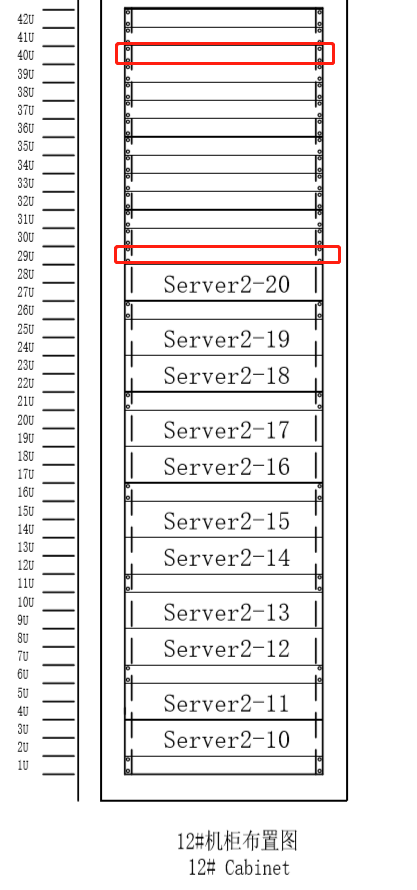 42U
41U
40U
39U
38U
37U
36U
35U
34U
33U
32U
31U
30U
29U
28U
Server2-20
27U
26U
25U
Server2-19
24U
23U
Server2-18
22U
21U
20U
Server2-17
19U
18U
Server2-16
17U
16U
15U
Server2-15
14U
13U
Server2-14
12U
11U
10U
Server2-13
9U
8U
Server2-12
7U
6U
5U
Server2-11
4U
3U
Server2-10
2U
1U
12#机柜布置图
12# Cabinet